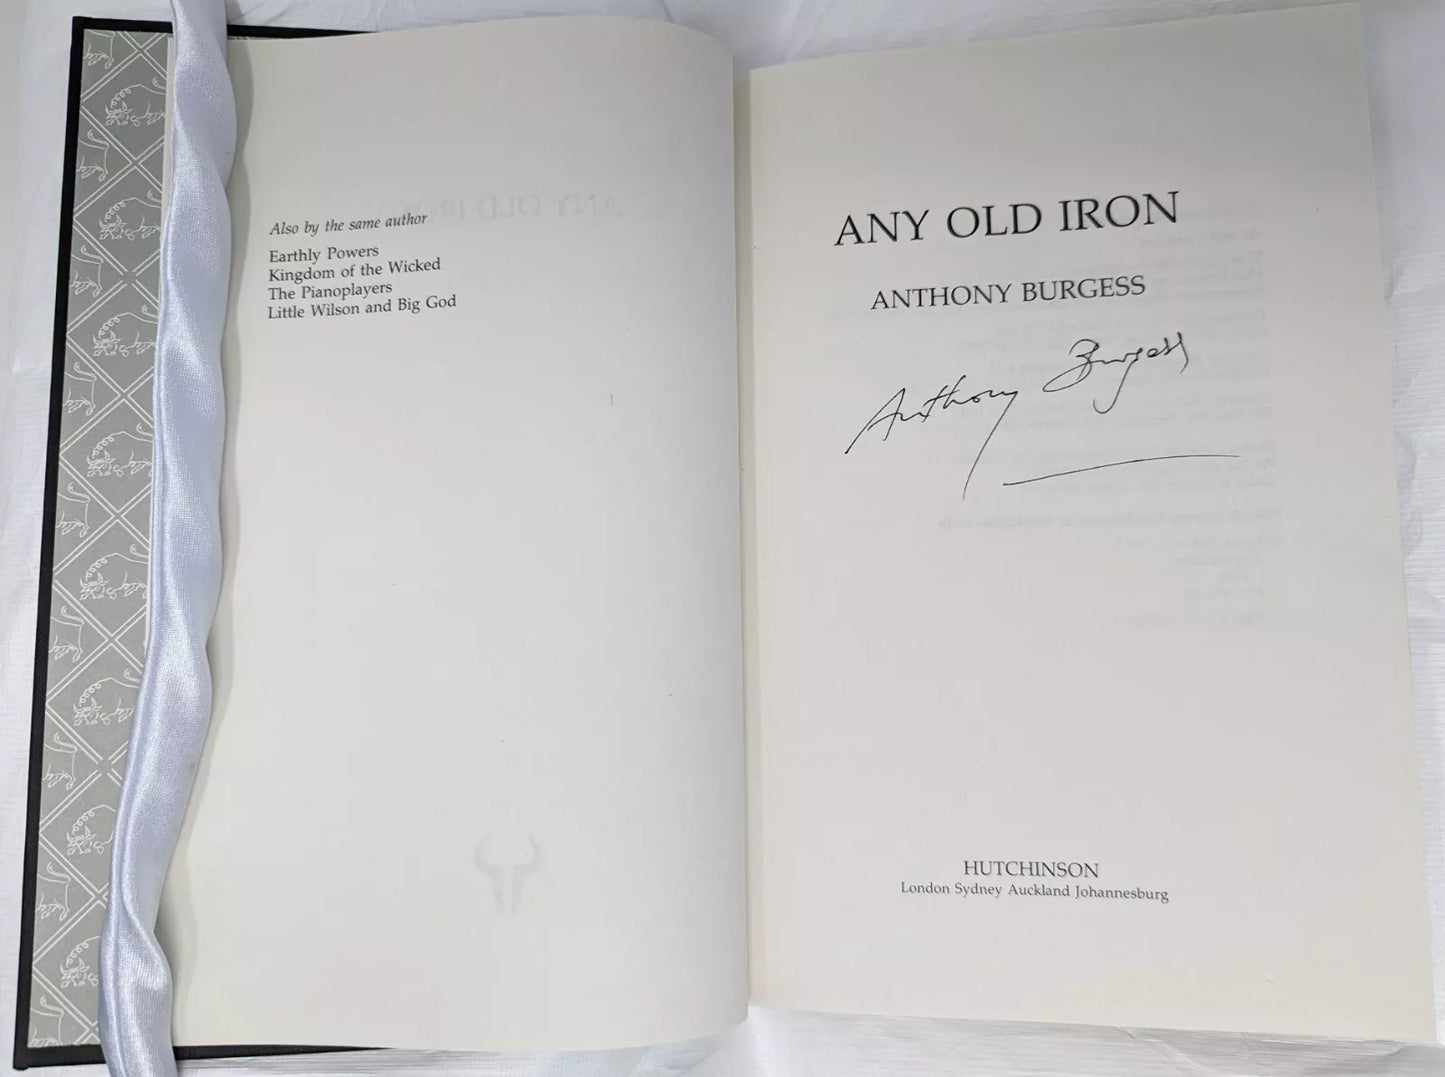 Also by the same author
Earthly Powers
Kingdom of the Wicked
The Pianoplayers
Little Wilson and Big God
ANY OLD IRON
ANTHONY BURGESS
Anthony Burgess
HUTCHINSON
London Sydney Auckland Johannesburg